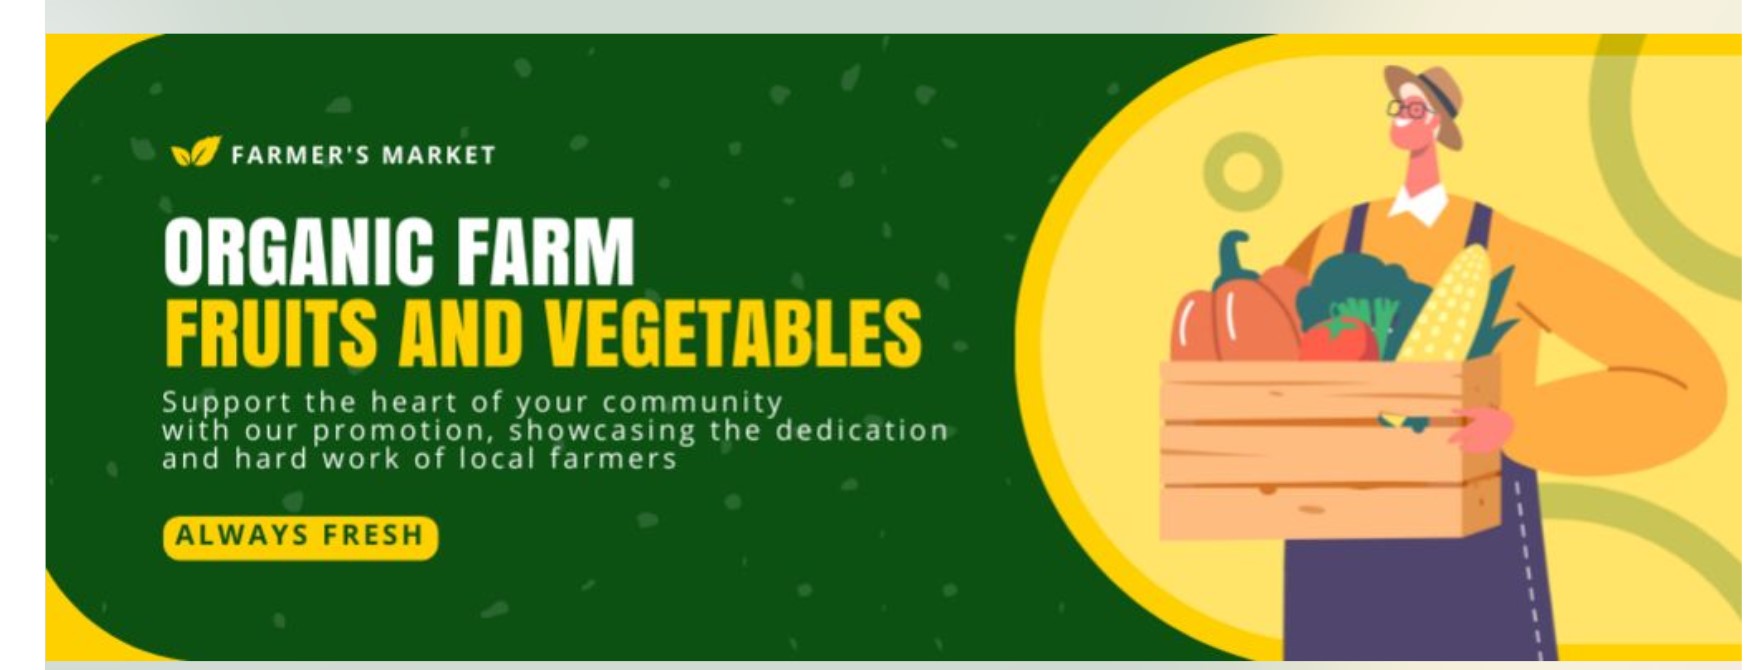 FARMER'S MARKET
ORGANIC FARM
FRUITS AND VEGETABLES
Support the heart of your community
with our promotion, showcasing the dedication
and hard work of local farmers
ALWAYS FRESH